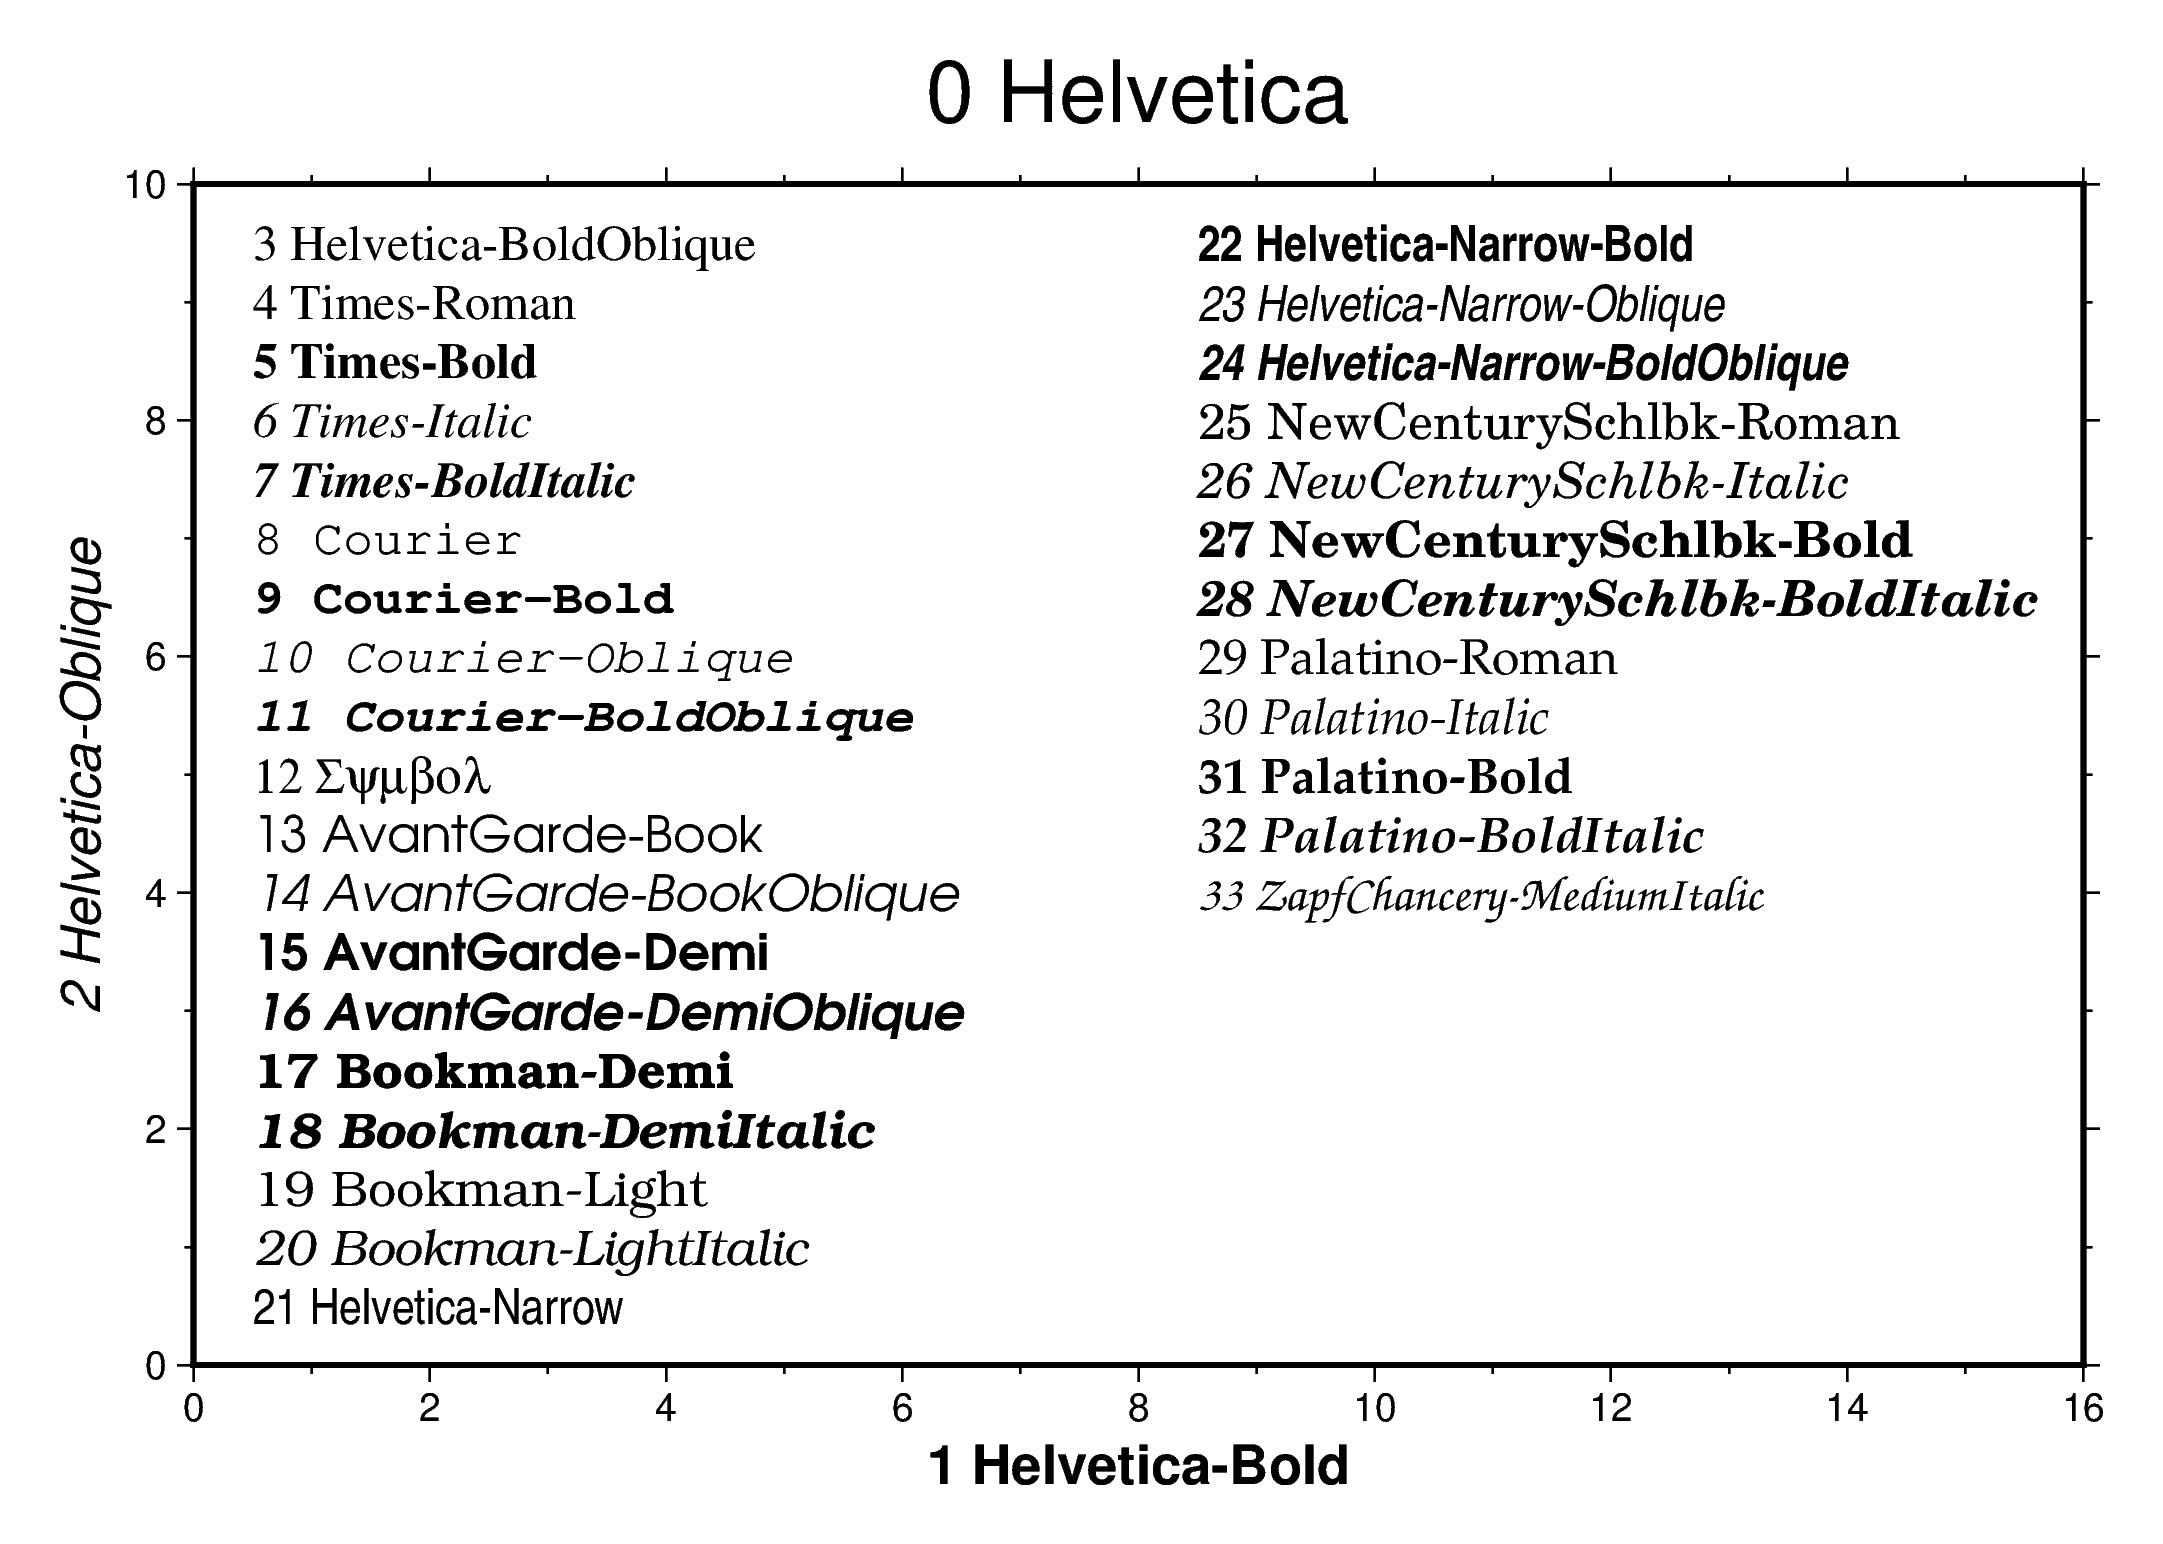 0 Helvetica
10
8
6
4
2
0
2 Helvetica-Oblique
3 Helvetica-BoldOblique
4 Times-Roman
5 Times-Bold
6 Times-Italic
7 Times-BoldItalic
8 Courier
9 Courier-Bold
10 Courier-Oblique
11 Courier-BoldOblique
12 Σψμβολ
13 AvantGarde-Book
14 AvantGarde-BookOblique
15 AvantGarde-Demi
16 AvantGarde-DemiOblique
17 Bookman-Demi
18 Bookman-DemiItalic
19 Bookman-Light
20 Bookman-LightItalic
21 Helvetica-Narrow
22 Helvetica-Narrow-Bold
23 Helvetica-Narrow-Oblique
24 Helvetica-Narrow-BoldOblique
25 NewCenturySchlbk-Roman
26 NewCenturySchlbk-Italic
27 NewCenturySchlbk-Bold
28 NewCenturySchlbk-BoldItalic
29 Palatino-Roman
30 Palatino-Italic
31 Palatino-Bold
32 Palatino-BoldItalic
33 ZapfChancery-MediumItalic
0 2 4 6 8 10 12 14 16
1 Helvetica-Bold